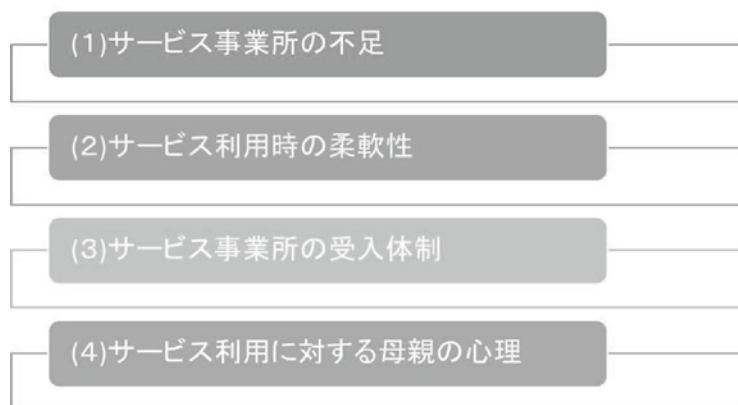 (1)サービス事業所の不足
(2)サービス利用時の柔軟性
(3)サービス事業所の受入体制
(4)サービス利用に対する母親の心理